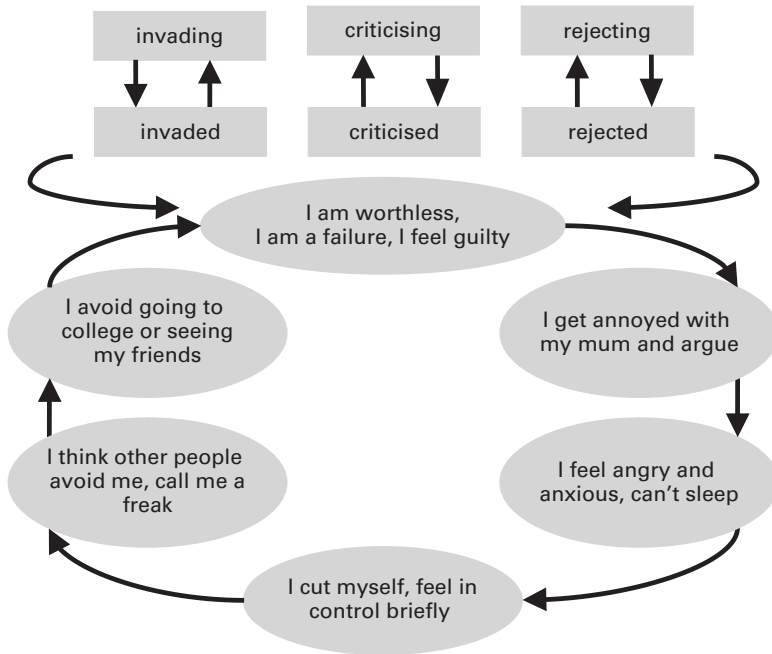 invading
criticising
rejecting
invaded
criticised
rejected
I am worthless,
I am a failure, I feel guilty
I get annoyed with
my mum and argue
I feel angry and
anxious, can't sleep
I cut myself, feel in
control briefly
I think other people
avoid me, call me a
freak
I avoid going to
college or seeing
my friends